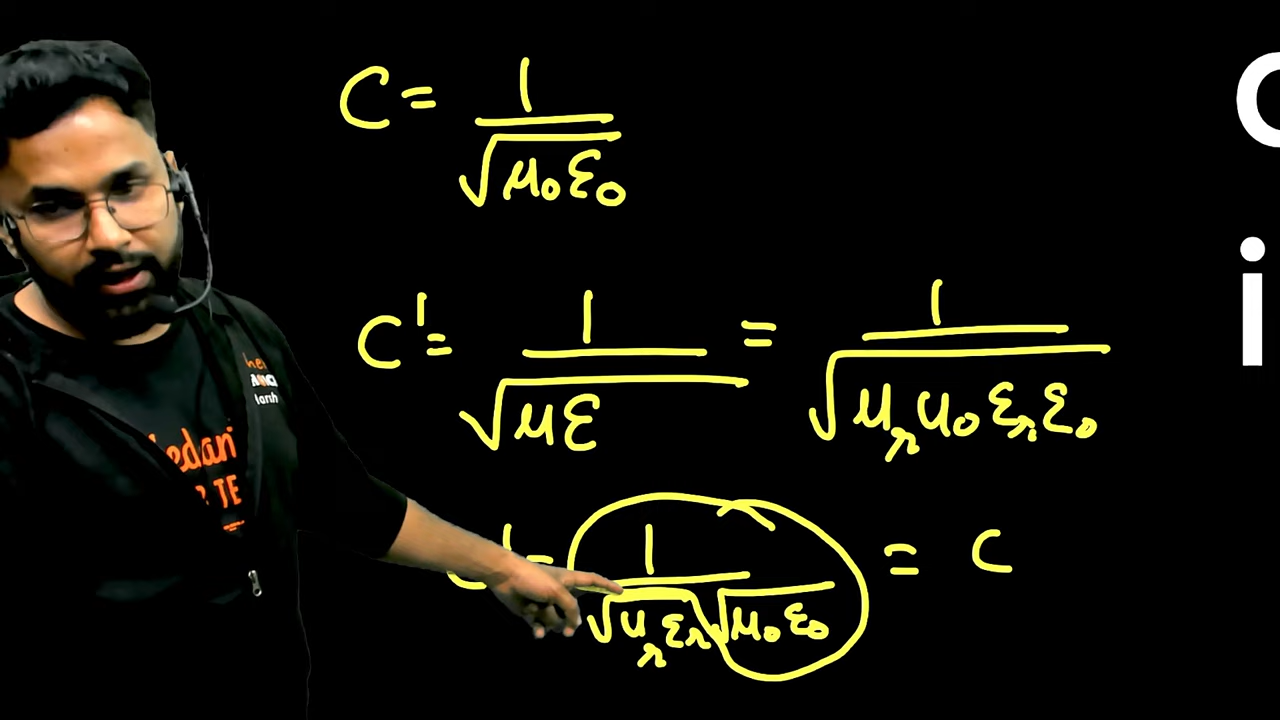 C = 1/√μ₀ε₀
C' = 1/√με = 1/√μᵣμ₀εᵣε₀
C' = 1/√μᵣεᵣ √μ₀ε₀ = C